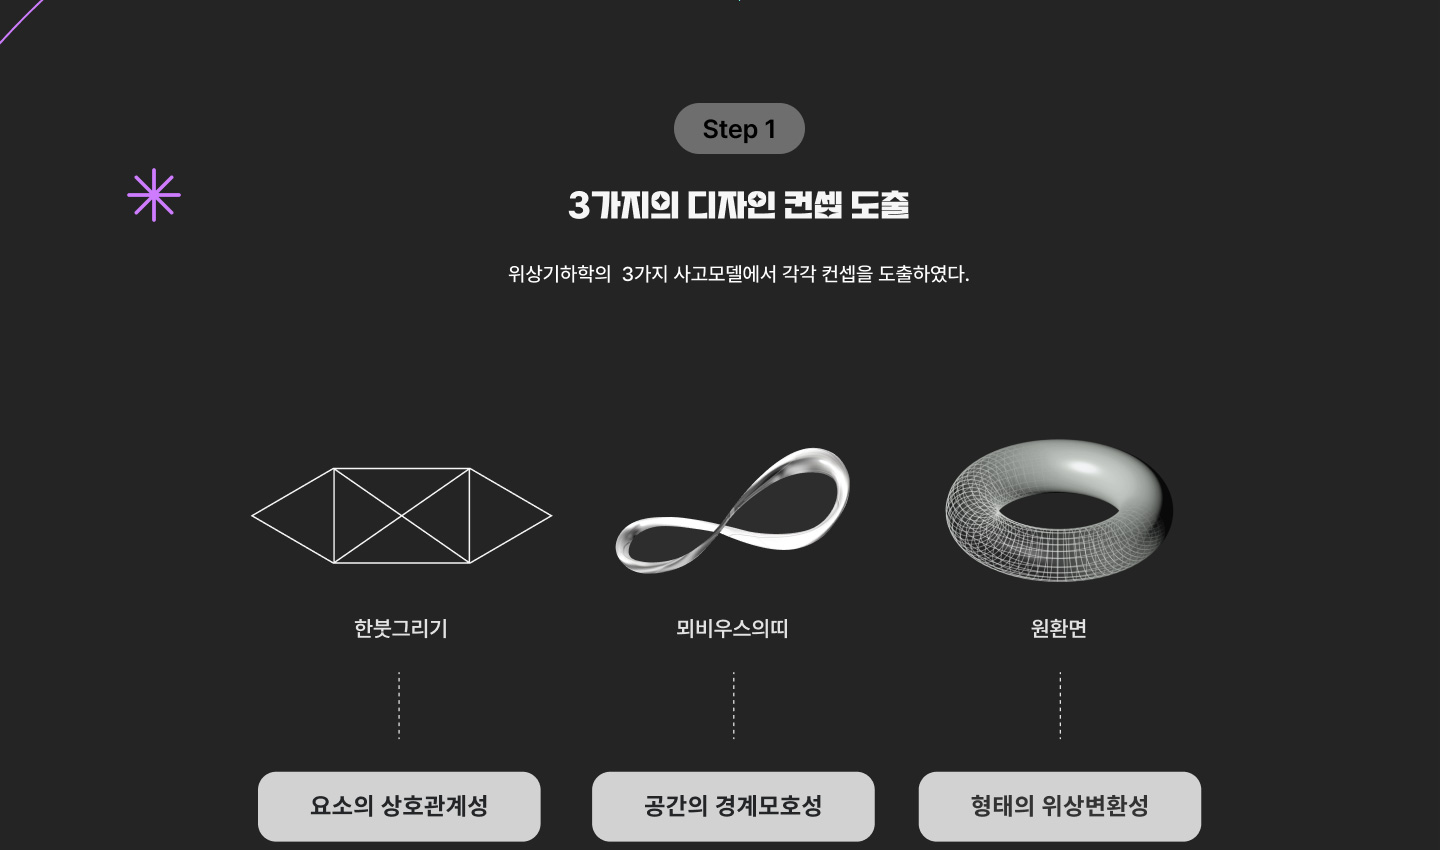 Step 1
3가지의 디자인 컨셉 도출
위상기하학의  3가지 사고모델에서 각각 컨셉을 도출하였다.
한붓그리기
뫼비우스의띠
원환면
요소의 상호관계성
공간의 경계모호성
형태의 위상변환성